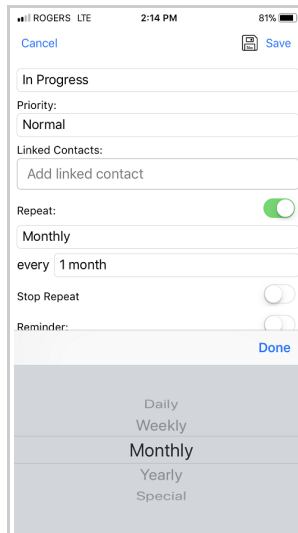 ROGERS LTE 2:14 PM 81%
Cancel Save
In Progress
Priority:
Normal
Linked Contacts:
Add linked contact
Repeat:
Monthly
every 1 month
Stop Repeat
Reminder:
Done
Daily
Weekly
Monthly
Yearly
Special